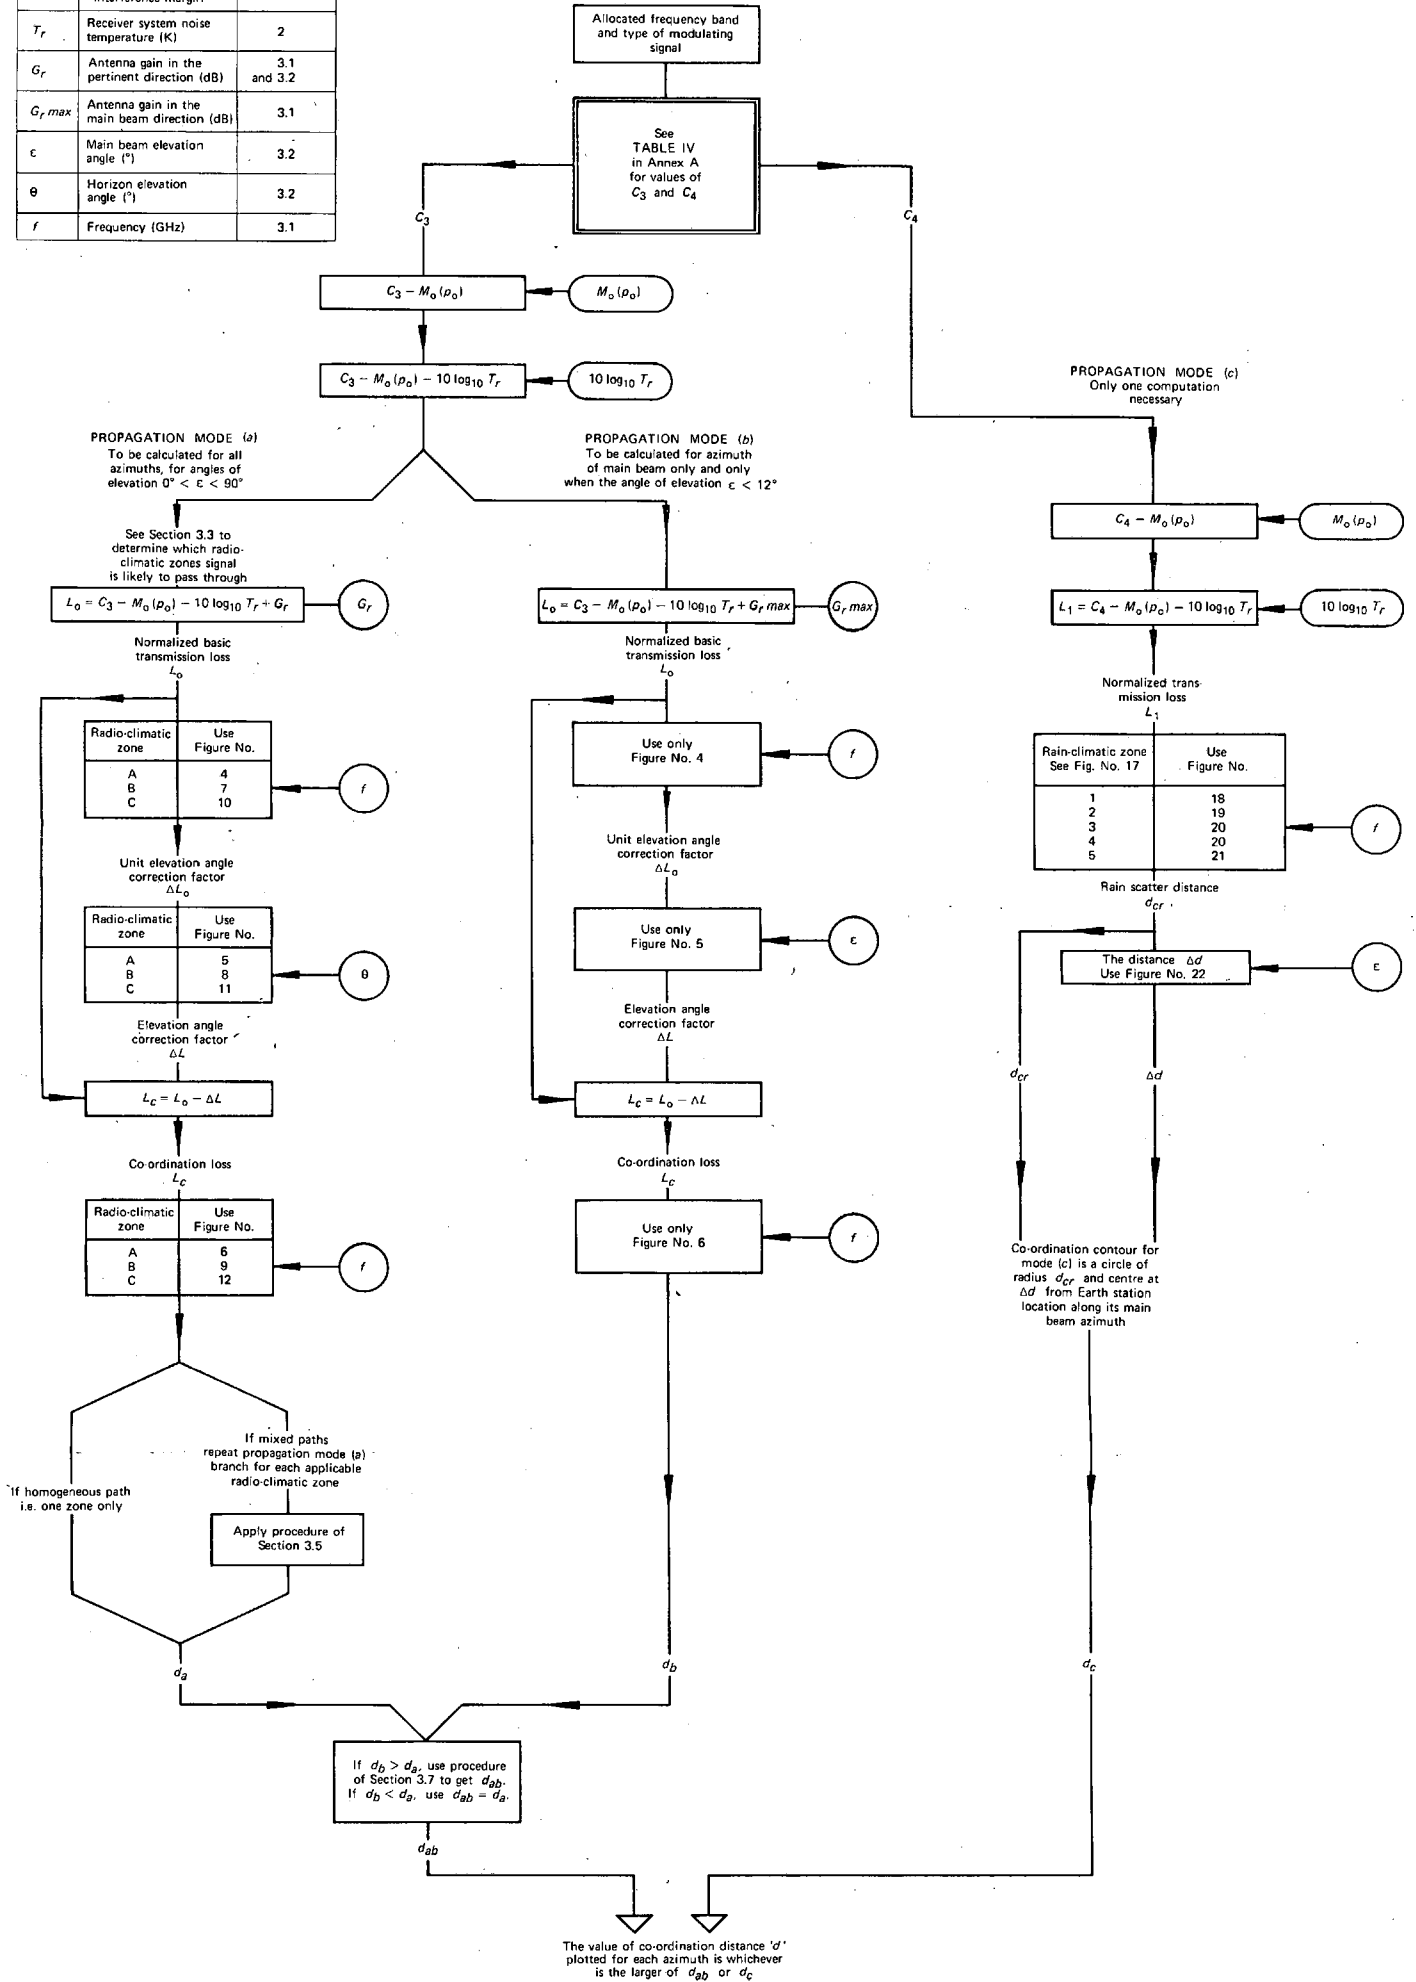 Interference margin
Tr Receiver system noise 2
temperature (K)
Gr Antenna gain in the 3.1
pertinent direction (dB) and 3.2
Gr max Antenna gain in the 3.1
main beam direction (dB)
ε Main beam elevation 3.2
angle (°)
θ Horizon elevation 3.2
angle (°)
f Frequency (GHz) 3.1
Allocated frequency band
and type of modulating
signal
See
TABLE IV
in Annex A
for values of
C3 and C4
C3
C4
C3 – Mo(po)
Mo(po)
C3 – Mo(po) – 10 log10 Tr
10 log10 Tr
PROPAGATION MODE (a)
To be calculated for all
azimuths, for angles of
elevation 0° < ε < 90°
See Section 3.3 to
determine which radio-
climatic zones signal
is likely to pass through
Lo = C3 – Mo(po) – 10 log10 Tr + Gr
Gr
Normalized basic
transmission loss
Lo
Radio-climatic Use
zone Figure No.
A 4
B 7
C 10
f
Unit elevation angle
correction factor
ΔLo
Radio-climatic Use
zone Figure No.
A 5
B 8
C 11
θ
Elevation angle
correction factor
ΔL
Lc = Lo – ΔL
Co-ordination loss
Lc
Radio-climatic Use
zone Figure No.
A 6
B 9
C 12
f
If homogeneous path
i.e. one zone only
If mixed paths
repeat propagation mode (a)
branch for each applicable
radio-climatic zone
Apply procedure of
Section 3.5
da
PROPAGATION MODE (b)
To be calculated for azimuth
of main beam only and only
when the angle of elevation ε < 12°
Lo = C3 – Mo(po) – 10 log10 Tr + Gr max
Gr max
Normalized basic
transmission loss
Lo
Use only
Figure No. 4
f
Unit elevation angle
correction factor
ΔLo
Use only
Figure No. 5
ε
Elevation angle
correction factor
ΔL
Lc = Lo – ΔL
Co-ordination loss
Lc
Use only
Figure No. 6
f
db
PROPAGATION MODE (c)
Only one computation
necessary
C4 – Mo(po)
Mo(po)
L1 = C4 – Mo(po) – 10 log10 Tr
10 log10 Tr
Normalized trans-
mission loss
L1
Rain-climatic zone Use
See Fig. No. 17 Figure No.
1 18
2 19
3 20
4 20
5 21
f
Rain scatter distance
dcr
The distance Δd
Use Figure No. 22
ε
dcr
Δd
Co-ordination contour for
mode (c) is a circle of
radius dcr and centre at
Δd from Earth station
location along its main
beam azimuth
dc
If db > da, use procedure
of Section 3.7 to get dab.
If db < da, use dab = da.
dab
The value of co-ordination distance 'd'
plotted for each azimuth is whichever
is the larger of dab or dc